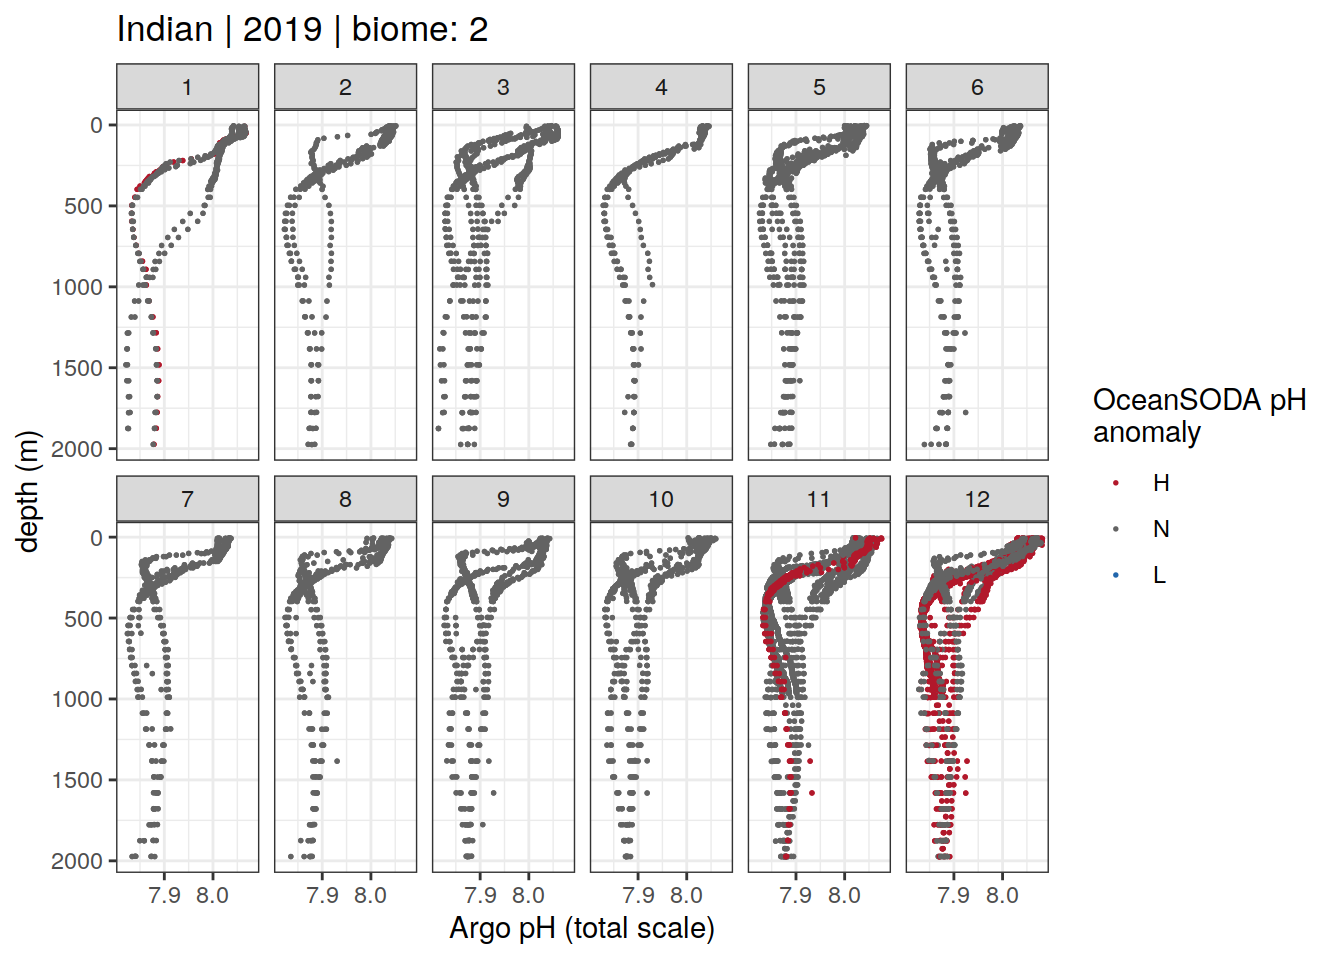 Indian | 2019 | biome: 2
1 2 3 4 5 6
0
500
1000
1500
2000
7 8 9 10 11 12
0
500
1000
1500
2000
7.9 8.0 7.9 8.0 7.9 8.0 7.9 8.0 7.9 8.0 7.9 8.0
Argo pH (total scale)
depth (m)
OceanSODA pH
anomaly
H
N
L